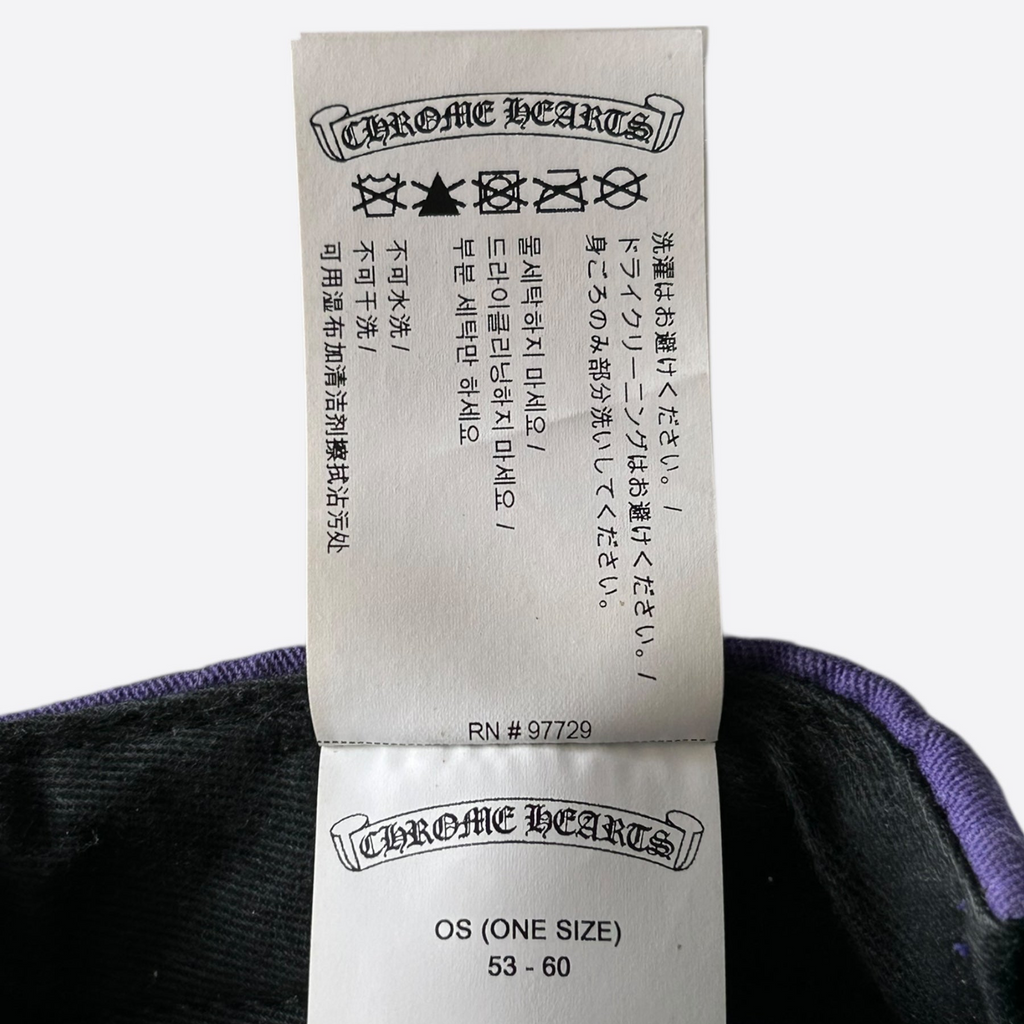 CHROME HEARTS
洗濯はお避けください。/
ドライクリーニングはお避けください。/
身ごろのみ部分洗いしてください。
물세탁하지 마세요 /
드라이클리닝하지 마세요 /
부분 세탁만 하세요
不可水洗 /
不可干洗 /
可用湿布加清洁剂擦拭沾污处
RN # 97729
CHROME HEARTS
OS (ONE SIZE)
53 - 60